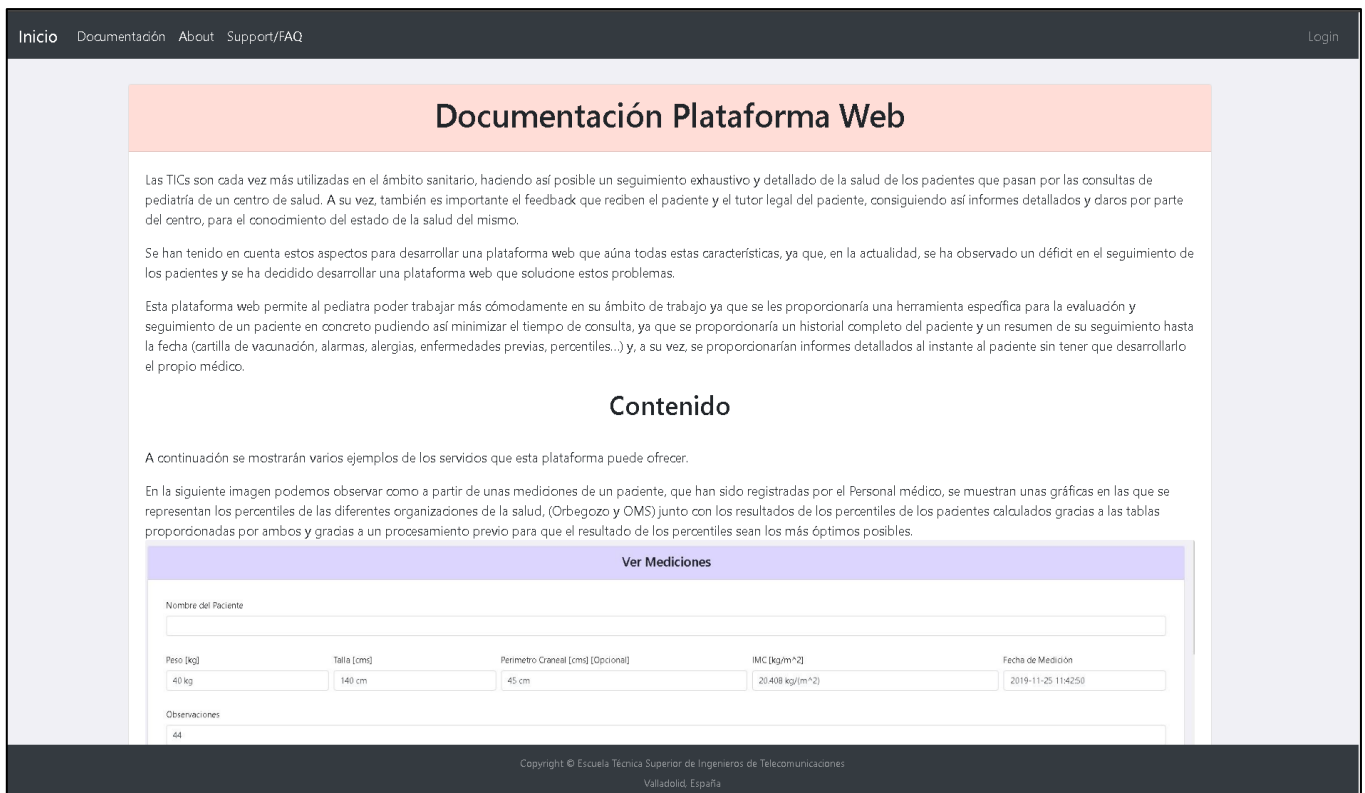 Inicio Documentación About Support/FAQ Login
Documentación Plataforma Web
Las TICs son cada vez más utilizadas en el ámbito sanitario, haciendo así posible un seguimiento exhaustivo y detallado de la salud de los pacientes que pasan por las consultas de
pediatría de un centro de salud. A su vez, también es importante el feedback que reciben el paciente y el tutor legal del paciente, consiguiendo así informes detallados y claros por parte
del centro, para el conocimiento del estado de la salud del mismo.
Se han tenido en cuenta estos aspectos para desarrollar una plataforma web que aúna todas estas características, ya que, en la actualidad, se ha observado un déficit en el seguimiento de
los pacientes y se ha decidido desarrollar una plataforma web que solucione estos problemas.
Esta plataforma web permite al pediatra poder trabajar más cómodamente en su ámbito de trabajo ya que se les proporcionaría una herramienta específica para la evaluación y
seguimiento de un paciente en concreto pudiendo así minimizar el tiempo de consulta, ya que se proporcionaría un historial completo del paciente y un resumen de su seguimiento hasta
la fecha (cartilla de vacunación, alarmas, alergias, enfermedades previas, percentiles...) y, a su vez, se proporcionarían informes detallados al instante al paciente sin tener que desarrollarlo
el propio médico.
Contenido
A continuación se mostrarán varios ejemplos de los servicios que esta plataforma puede ofrecer.
En la siguiente imagen podemos observar como a partir de unas mediciones de un paciente, que han sido registradas por el Personal médico, se muestran unas gráficas en las que se
representan los percentiles de las diferentes organizaciones de la salud, (Orbegozo y OMS) junto con los resultados de los percentiles de los pacientes calculados gracias a las tablas
proporcionadas por ambos y gracias a un procesamiento previo para que el resultado de los percentiles sean los más óptimos posibles.
Ver Mediciones
Nombre del Paciente
Peso [kg] Talla [cms] Perimetro Craneal [cms] [Opcional] IMC [kg/m^2] Fecha de Medición
40 kg 140 cm 45 cm 20.408 kg/(m^2) 2019-11-25 11:42:50
Observaciones
44
Copyright © Escuela Técnica Superior de Ingenieros de Telecomunicaciones
Valladolid, España